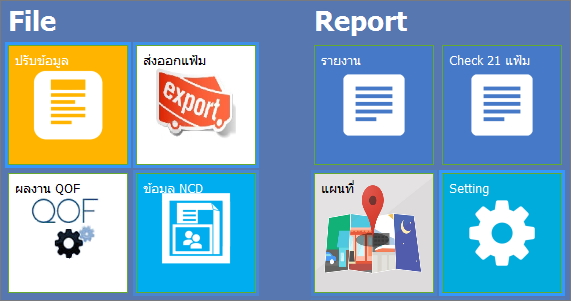 File
ปรับข้อมูล
ส่งออกแฟ้ม
export
ผลงาน QOF
QOF
ข้อมูล NCD
Report
รายงาน
Check 21 แฟ้ม
แผนที่
Setting